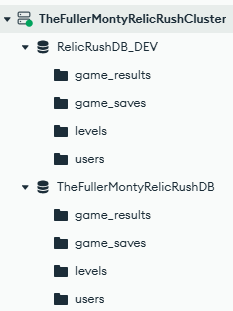 TheFullerMontyRelicRushCluster
RelicRushDB_DEV
game_results
game_saves
levels
users
TheFullerMontyRelicRushDB
game_results
game_saves
levels
users